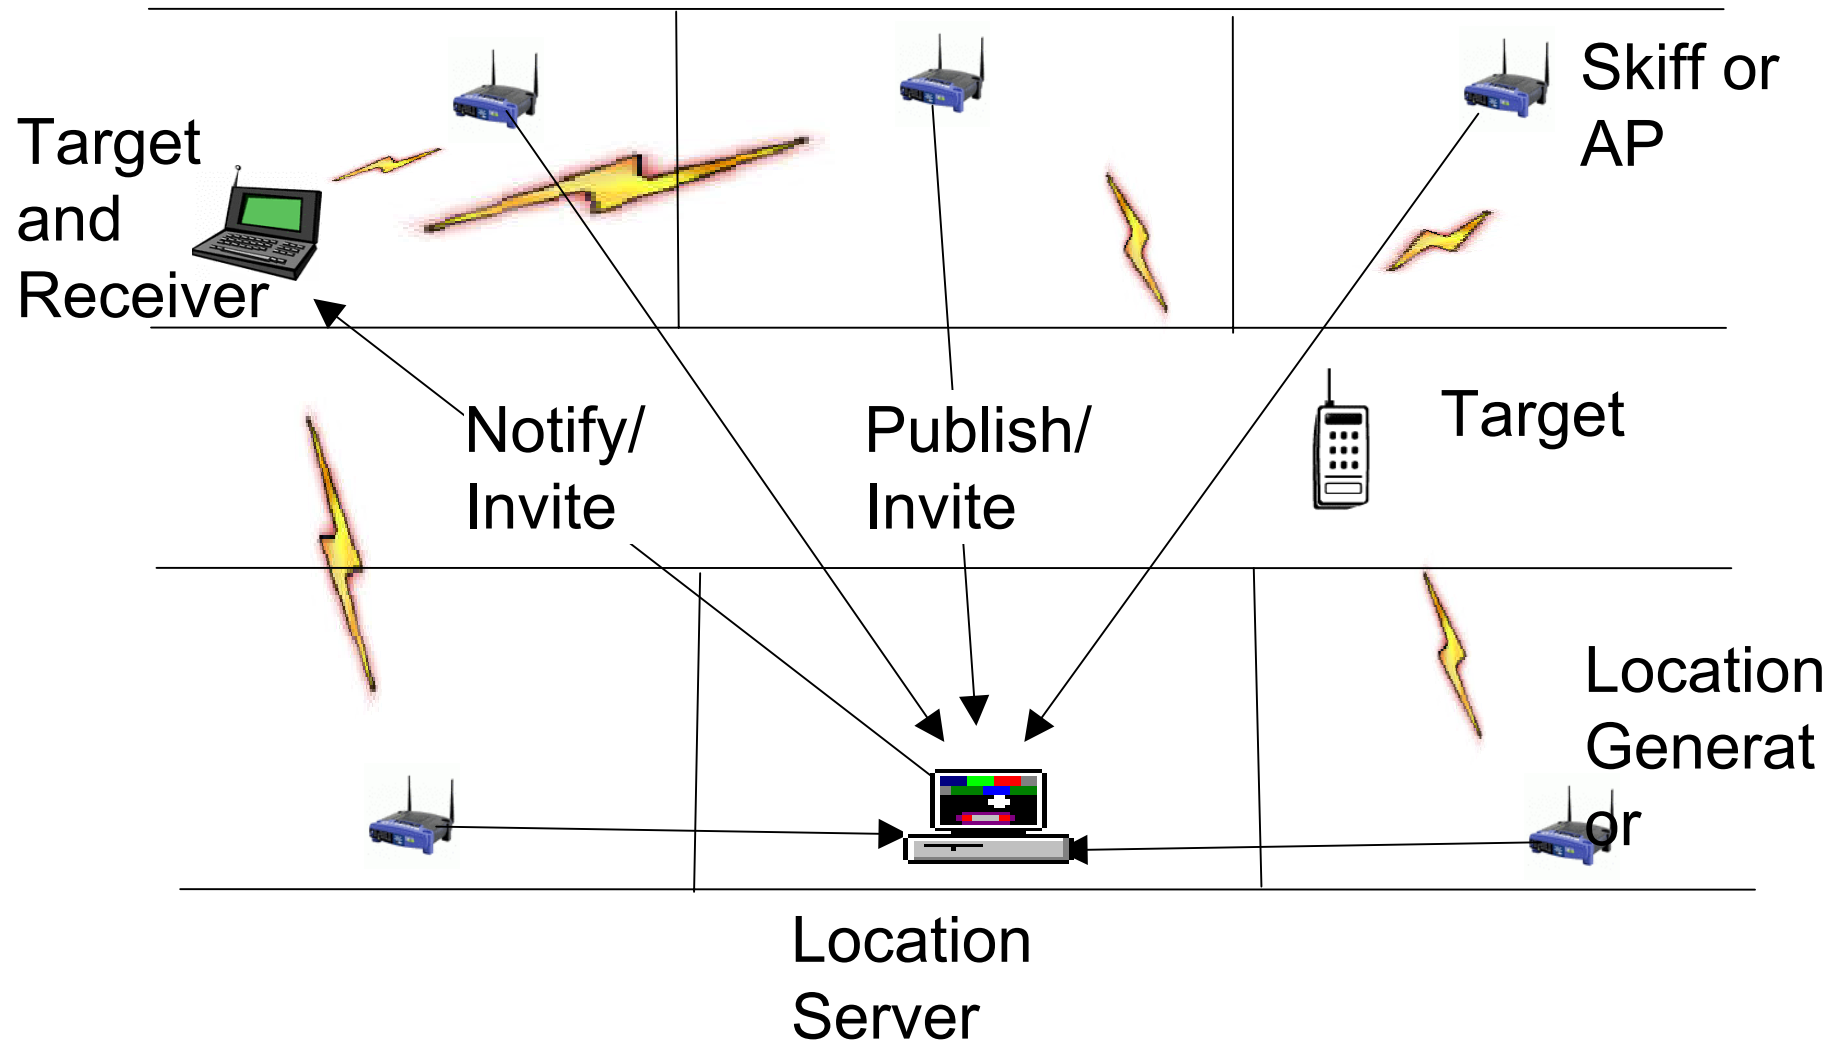 Skiff or
AP
Target
and
Receiver
Notify/
Invite
Publish/
Invite
Target
Location
Generat
or
Location
Server